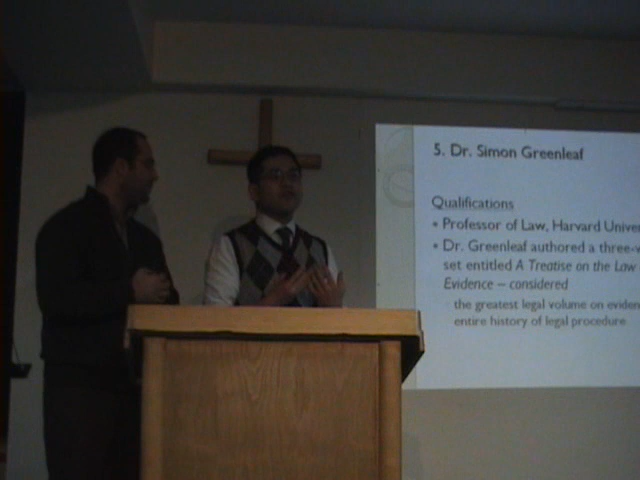 5. Dr. Simon Greenleaf
Qualifications
• Professor of Law, Harvard
• Dr. Greenleaf authored a
set entitled A Treatise on the Law
Evidence – considered
the greatest legal volume on
entire history of legal procedure